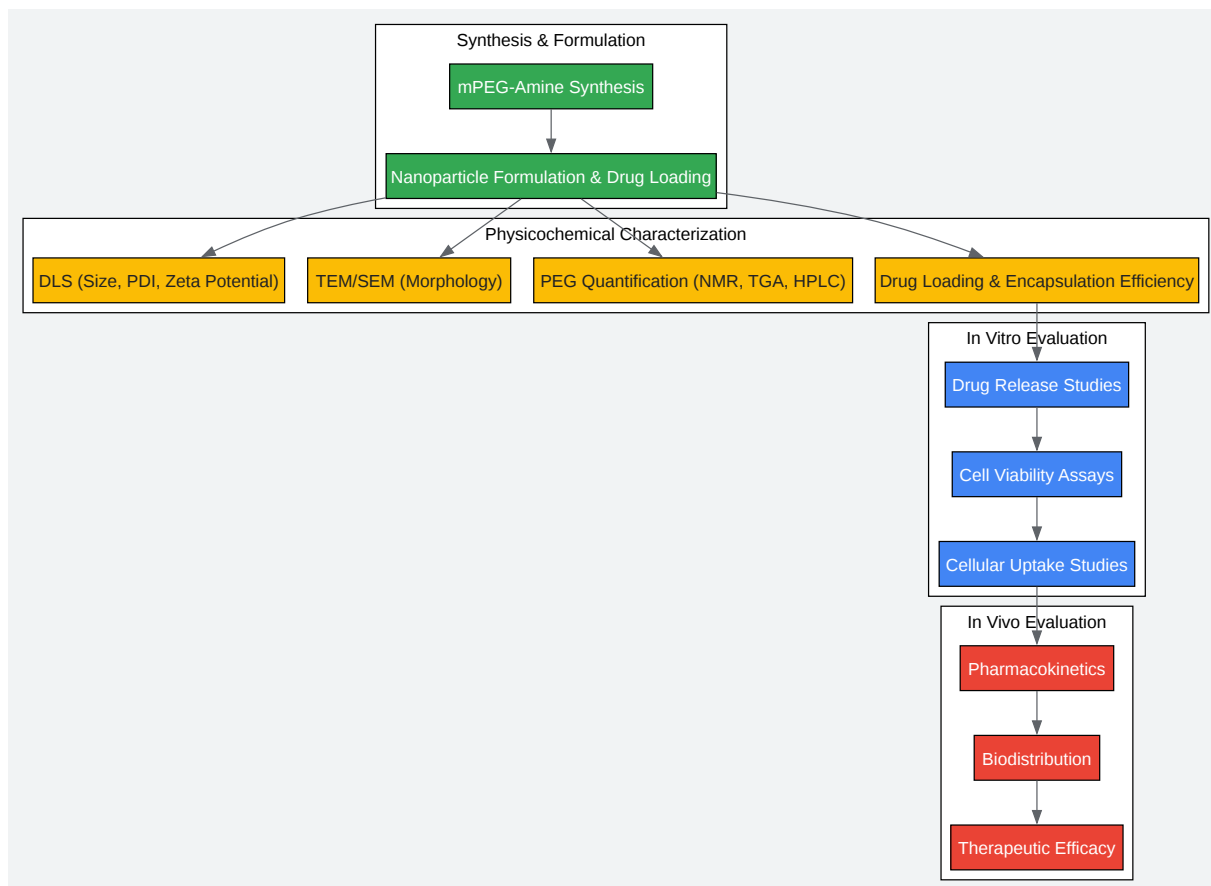 Synthesis & Formulation
mPEG-Amine Synthesis
Nanoparticle Formulation & Drug Loading
Physicochemical Characterization
DLS (Size, PDI, Zeta Potential)
TEM/SEM (Morphology)
PEG Quantification (NMR, TGA, HPLC)
Drug Loading & Encapsulation Efficiency
In Vitro Evaluation
Drug Release Studies
Cell Viability Assays
Cellular Uptake Studies
In Vivo Evaluation
Pharmacokinetics
Biodistribution
Therapeutic Efficacy